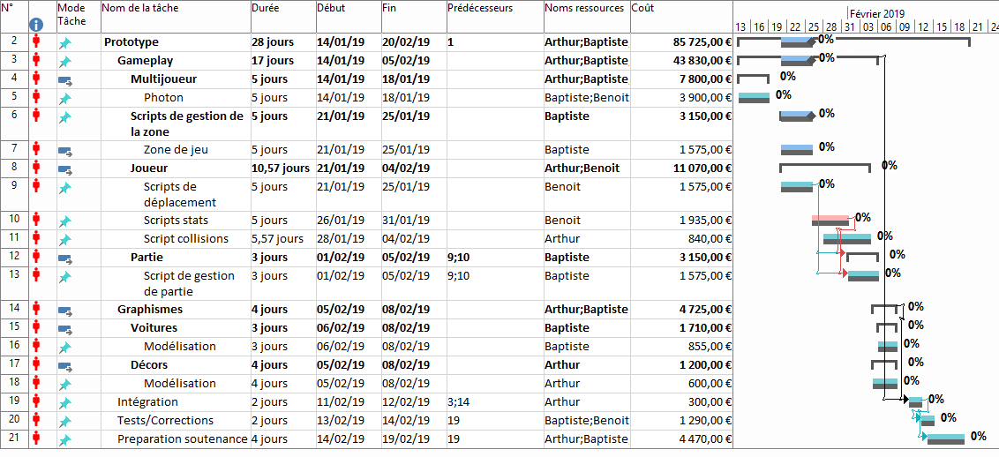 N° Mode Tâche Nom de la tâche Durée Début Fin Prédécesseurs Noms ressources Coût
Février 2019
13 16 19 22 25 28 31 03 06 09 12 15 18 21 24
2 Prototype 28 jours 14/01/19 20/02/19 1 Arthur;Baptiste 85 725,00 € 0%
3 Gameplay 17 jours 14/01/19 05/02/19 Arthur;Baptiste 43 830,00 € 0%
4 Multijoueur 5 jours 14/01/19 18/01/19 Arthur;Baptiste 7 800,00 € 0%
5 Photon 5 jours 14/01/19 18/01/19 Baptiste;Benoit 3 900,00 € 0%
6 Scripts de gestion de la zone 5 jours 21/01/19 25/01/19 Baptiste 3 150,00 € 0%
7 Zone de jeu 5 jours 21/01/19 25/01/19 Baptiste 1 575,00 € 0%
8 Joueur 10,57 jours 21/01/19 04/02/19 Arthur;Benoit 11 070,00 € 0%
9 Scripts de déplacement 5 jours 21/01/19 25/01/19 Benoit 1 575,00 € 0%
10 Scripts stats 5 jours 26/01/19 31/01/19 Benoit 1 935,00 € 0%
11 Script collisions 5,57 jours 28/01/19 04/02/19 Arthur 840,00 € 0%
12 Partie 3 jours 01/02/19 05/02/19 9;10 Baptiste 3 150,00 € 0%
13 Script de gestion de partie 3 jours 01/02/19 05/02/19 9;10 Baptiste 1 575,00 € 0%
14 Graphismes 4 jours 05/02/19 08/02/19 Arthur;Baptiste 4 725,00 € 0%
15 Voitures 3 jours 06/02/19 08/02/19 Baptiste 1 710,00 € 0%
16 Modélisation 3 jours 06/02/19 08/02/19 Baptiste 855,00 € 0%
17 Décors 4 jours 05/02/19 08/02/19 Arthur 1 200,00 € 0%
18 Modélisation 4 jours 05/02/19 08/02/19 Arthur 600,00 € 0%
19 Intégration 2 jours 11/02/19 12/02/19 3;14 Arthur 300,00 € 0%
20 Tests/Corrections 2 jours 13/02/19 14/02/19 19 Baptiste;Benoit 1 290,00 € 0%
21 Preparation soutenance 4 jours 14/02/19 19/02/19 19 Arthur;Baptiste 4 470,00 € 0%